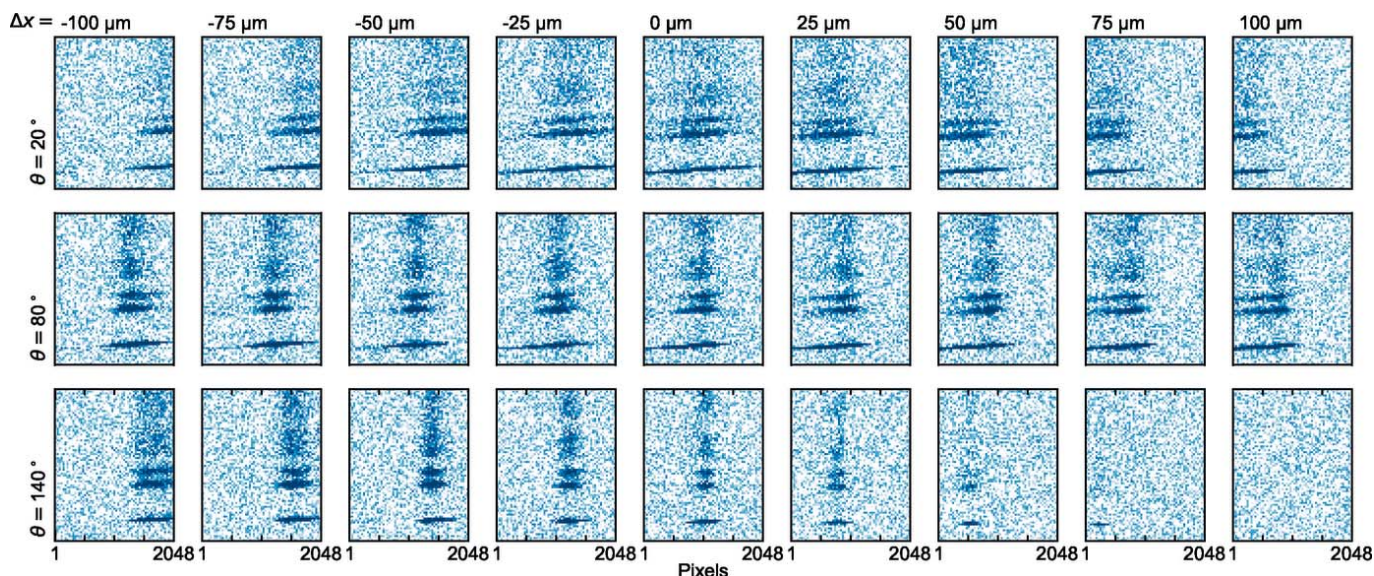 Δx = -100 μm -75 μm -50 μm -25 μm 0 μm 25 μm 50 μm 75 μm 100 μm
θ = 20°
θ = 80°
θ = 140°
1 2048 1 2048 1 2048 1 2048 1 2048 1 2048 1 2048 1 2048 1 2048
Pixels